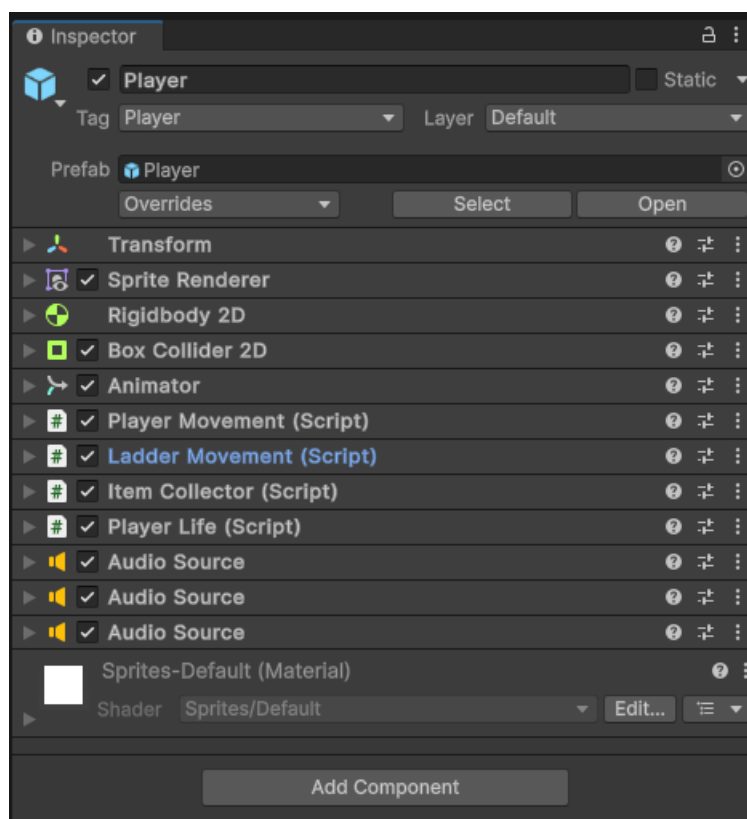 Inspector
Player Static
Tag Player Layer Default
Prefab Player
Overrides Select Open
Transform
Sprite Renderer
Rigidbody 2D
Box Collider 2D
Animator
# Player Movement (Script)
# Ladder Movement (Script)
# Item Collector (Script)
# Player Life (Script)
Audio Source
Audio Source
Audio Source
Sprites-Default (Material)
Shader Sprites/Default Edit...
Add Component